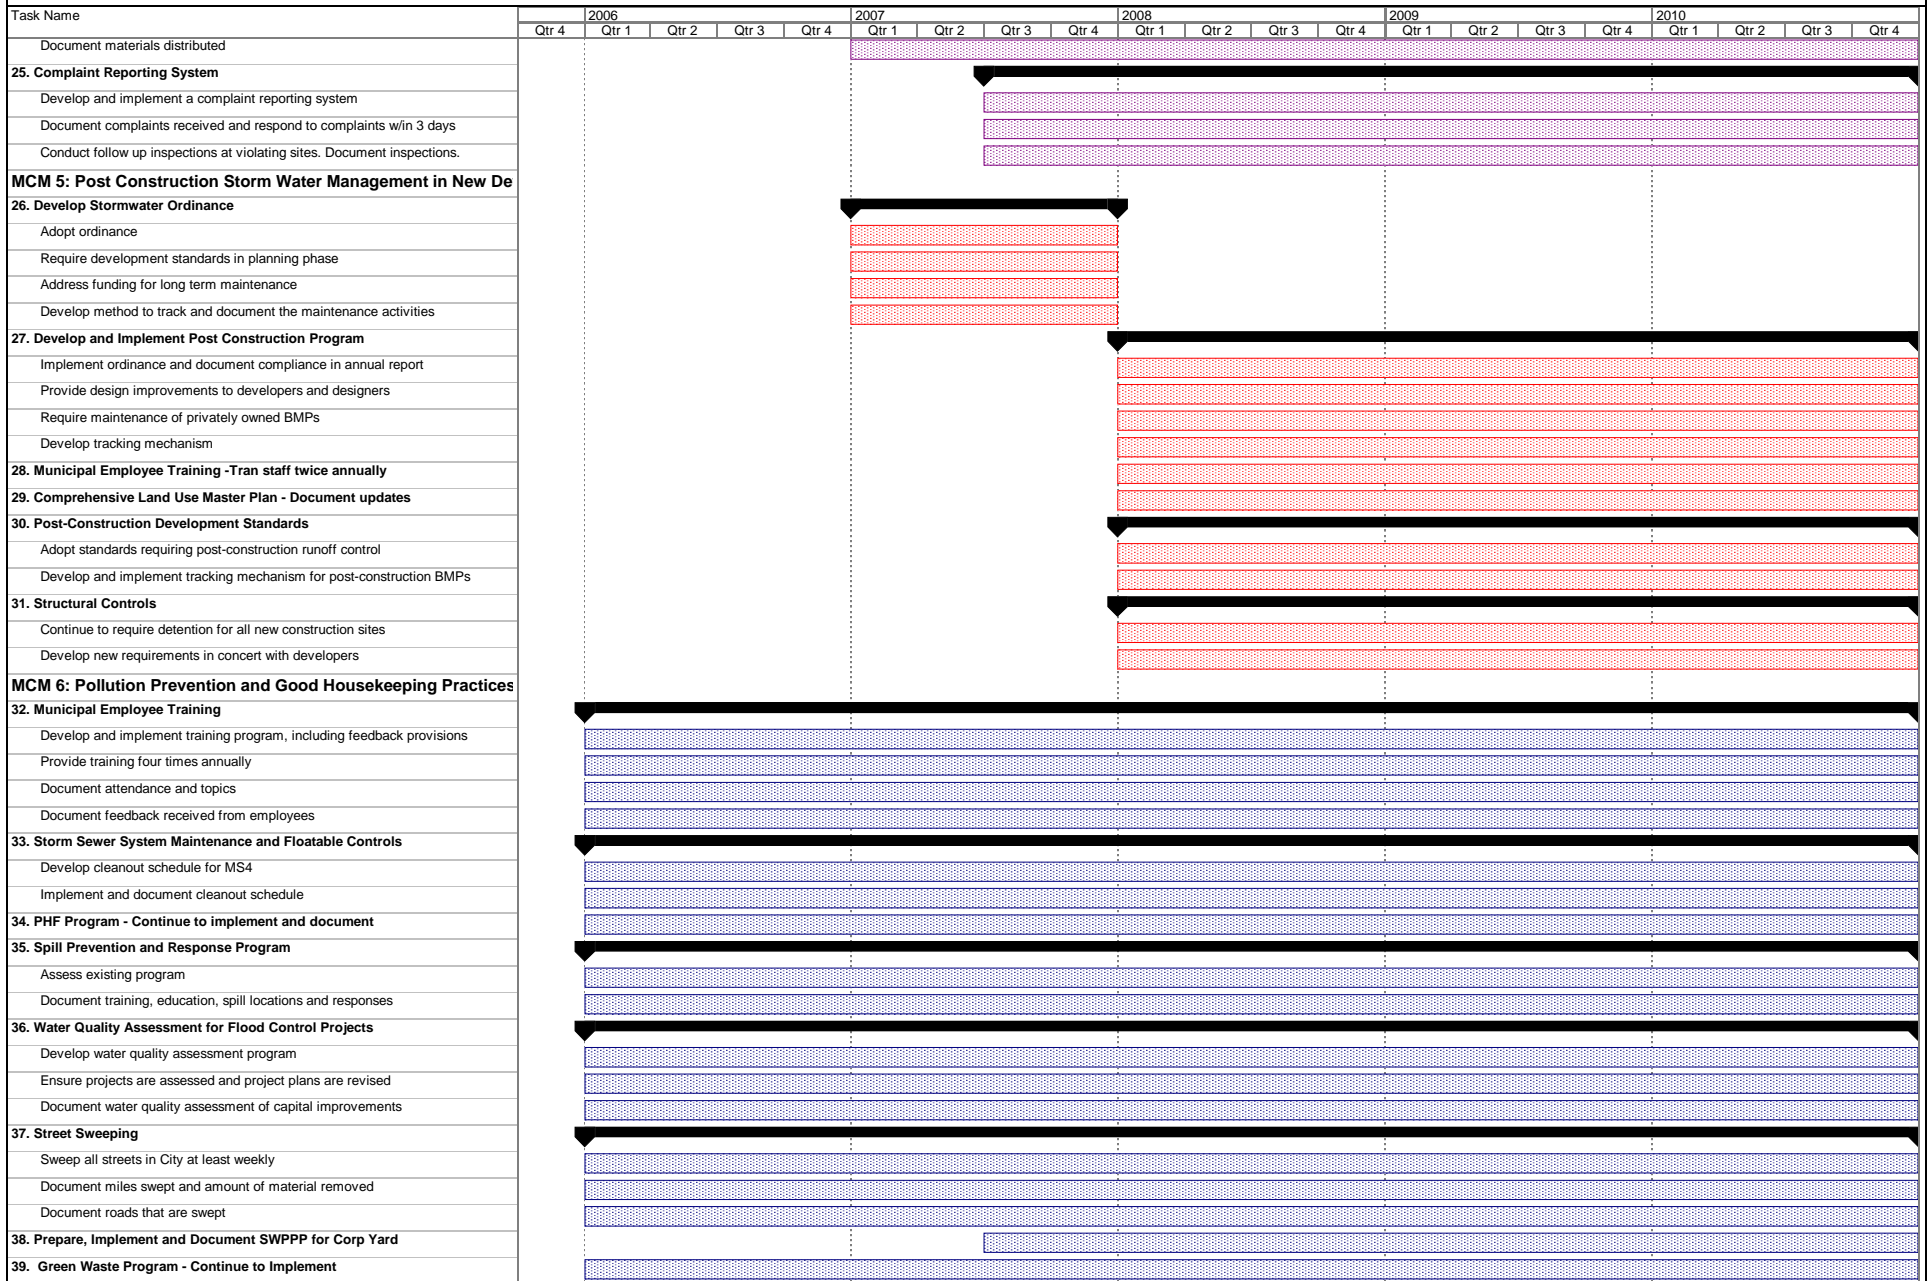 Task Name
2006 2007 2008 2009 2010
Qtr 4 Qtr 1 Qtr 2 Qtr 3 Qtr 4 Qtr 1 Qtr 2 Qtr 3 Qtr 4 Qtr 1 Qtr 2 Qtr 3 Qtr 4 Qtr 1 Qtr 2 Qtr 3 Qtr 4 Qtr 1 Qtr 2 Qtr 3 Qtr 4
Document materials distributed
25. Complaint Reporting System
Develop and implement a complaint reporting system
Document complaints received and respond to complaints w/in 3 days
Conduct follow up inspections at violating sites. Document inspections.
MCM 5: Post Construction Storm Water Management in New De
26. Develop Stormwater Ordinance
Adopt ordinance
Require development standards in planning phase
Address funding for long term maintenance
Develop method to track and document the maintenance activities
27. Develop and Implement Post Construction Program
Implement ordinance and document compliance in annual report
Provide design improvements to developers and designers
Require maintenance of privately owned BMPs
Develop tracking mechanism
28. Municipal Employee Training -Tran staff twice annually
29. Comprehensive Land Use Master Plan - Document updates
30. Post-Construction Development Standards
Adopt standards requiring post-construction runoff control
Develop and implement tracking mechanism for post-construction BMPs
31. Structural Controls
Continue to require detention for all new construction sites
Develop new requirements in concert with developers
MCM 6: Pollution Prevention and Good Housekeeping Practices
32. Municipal Employee Training
Develop and implement training program, including feedback provisions
Provide training four times annually
Document attendance and topics
Document feedback received from employees
33. Storm Sewer System Maintenance and Floatable Controls
Develop cleanout schedule for MS4
Implement and document cleanout schedule
34. PHF Program - Continue to implement and document
35. Spill Prevention and Response Program
Assess existing program
Document training, education, spill locations and responses
36. Water Quality Assessment for Flood Control Projects
Develop water quality assessment program
Ensure projects are assessed and project plans are revised
Document water quality assessment of capital improvements
37. Street Sweeping
Sweep all streets in City at least weekly
Document miles swept and amount of material removed
Document roads that are swept
38. Prepare, Implement and Document SWPPP for Corp Yard
39. Green Waste Program - Continue to Implement